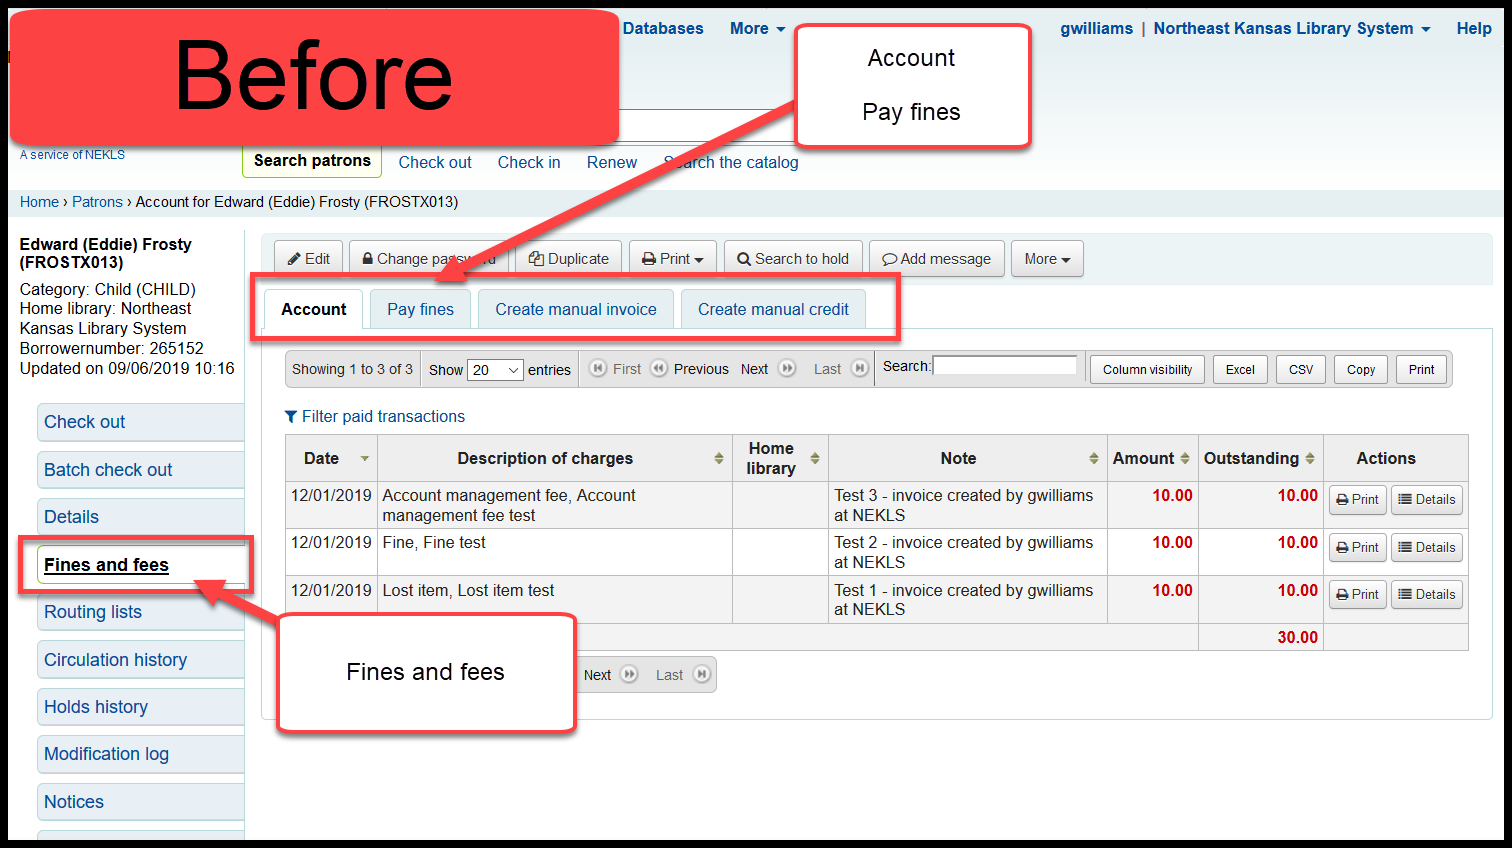 Before
Databases
More
gwilliams | Northeast Kansas Library System
Help
Account
Pay fines
A service of NEKLS
Search patrons
Check out
Check in
Renew
Search the catalog
Home › Patrons › Account for Edward (Eddie) Frosty (FROSTX013)
Edward (Eddie) Frosty
(FROSTX013)
Category: Child (CHILD)
Home library: Northeast
Kansas Library System
Borrowernumber: 265152
Updated on 09/06/2019 10:16
Check out
Batch check out
Details
Fines and fees
Routing lists
Circulation history
Holds history
Modification log
Notices
Edit
Change password
Duplicate
Print
Search to hold
Add message
More
Account
Pay fines
Create manual invoice
Create manual credit
Showing 1 to 3 of 3
Show 20 entries
First
Previous
Next
Last
Search:
Column visibility
Excel
CSV
Copy
Print
Filter paid transactions
Date
Description of charges
Home
library
Note
Amount
Outstanding
Actions
12/01/2019
Account management fee, Account
management fee test
Test 3 - invoice created by gwilliams
at NEKLS
10.00
10.00
Print
Details
12/01/2019
Fine, Fine test
Test 2 - invoice created by gwilliams
at NEKLS
10.00
10.00
Print
Details
12/01/2019
Lost item, Lost item test
Test 1 - invoice created by gwilliams
at NEKLS
10.00
10.00
Print
Details
30.00
Next
Last
Fines and fees